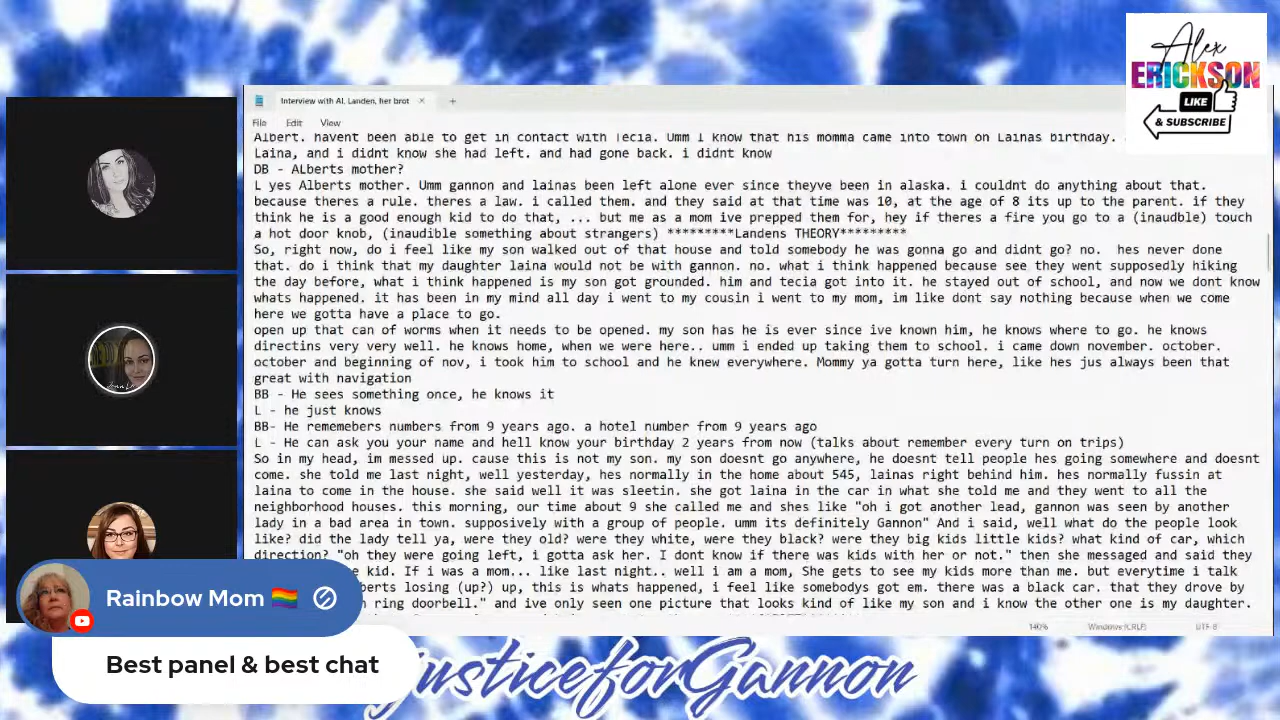 Alex
ERICKSON
LIKE
& SUBSCRIBE
Interview with Al, Landen, her brot
File Edit View
Albert. havent been able to get in contact with Tecia. Umm I know that his momma came into town on Lainas birthday.
Laina, and i didnt know she had left. and had gone back. i didnt know
DB - ALberts mother?
L yes Alberts mother. Umm gannon and lainas been left alone ever since theyve been in alaska. i couldnt do anything about that.
because theres a rule. theres a law. i called them. and they said at that time was 10, at the age of 8 its up to the parent. if they
think he is a good enough kid to do that, ... but me as a mom ive prepped them for, hey if theres a fire you go to a (inaudble) touch
a hot door knob, (inaudible something about strangers) *********Landens THEORY*********
So, right now, do i feel like my son walked out of that house and told somebody he was gonna go and didnt go? no. hes never done
that. do i think that my daughter laina would not be with gannon. no. what i think happened because see they went supposedly hiking
the day before, what i think happened is my son got grounded. him and tecia got into it. he stayed out of school, and now we dont know
whats happened. it has been in my mind all day i went to my cousin i went to my mom, im like dont say nothing because when we come
here we gotta have a place to go.
open up that can of worms when it needs to be opened. my son has he is ever since ive known him, he knows where to go. he knows
directins very very well. he knows home, when we were here.. umm i ended up taking them to school. i came down november. october.
october and beginning of nov, i took him to school and he knew everywhere. Mommy ya gotta turn here, like hes jus always been that
great with navigation
BB - He sees something once, he knows it
L - he just knows
BB- He rememebers numbers from 9 years ago. a hotel number from 9 years ago
L - He can ask you your name and hell know your birthday 2 years from now (talks about remember every turn on trips)
So in my head, im messed up. cause this is not my son. my son doesnt go anywhere, he doesnt tell people hes going somewhere and doesnt
come. she told me last night, well yesterday, hes normally in the home about 545, lainas right behind him. hes normally fussin at
laina to come in the house. she said well it was sleetin. she got laina in the car in what she told me and they went to all the
neighborhood houses. this morning, our time about 9 she called me and shes like "oh i got another lead, gannon was seen by another
lady in a bad area in town. supposively with a group of people. umm its definitely Gannon" And i said, well what do the people look
like? did the lady tell ya, were they old? were they white, were they black? were they big kids little kids? what kind of car, which
direction? "oh they were going left, i gotta ask her. I dont know if there was kids with her or not." then she messaged and said they
kid. If i was a mom... like last night.. well i am a mom, She gets to see my kids more than me. but everytime i talk
berts losing (up?) up, this is whats happened, i feel like somebodys got em. there was a black car. that they drove by
ring doorbell." and ive only seen one picture that looks kind of like my son and i know the other one is my daughter.
140% Windows (CRLF) UTF-8
Rainbow Mom 🏳️‍🌈
Best panel & best chat
justiceforGannon